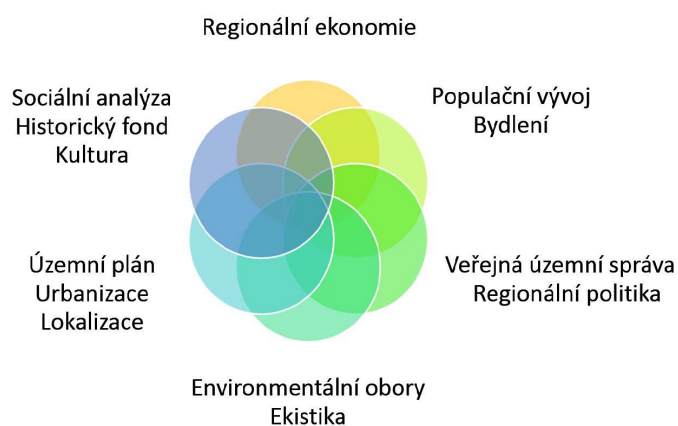 Regionální ekonomie
Sociální analýza
Historický fond
Kultura
Populační vývoj
Bydlení
Územní plán
Urbanizace
Lokalizace
Veřejná územní správa
Regionální politika
Environmentální obory
Ekistika